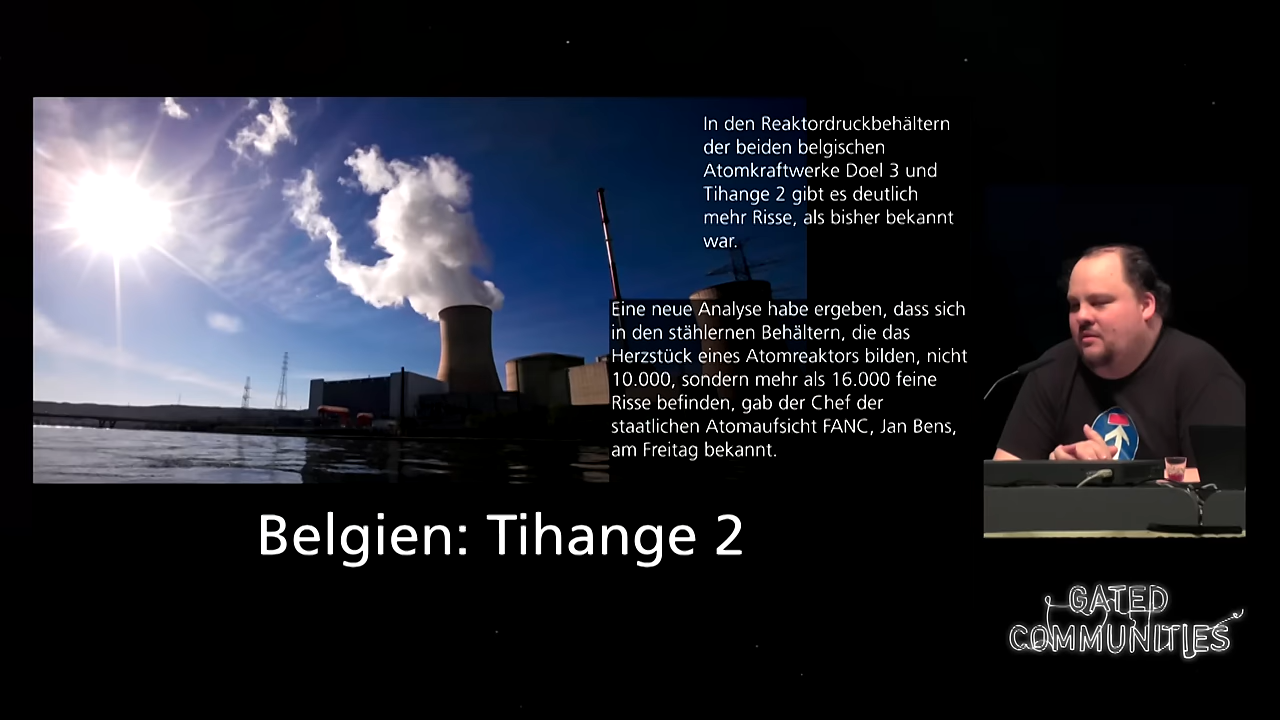 In den Reaktordruckbehältern
der beiden belgischen
Atomkraftwerke Doel 3 und
Tihange 2 gibt es deutlich
mehr Risse, als bisher bekannt
war.
Eine neue Analyse habe ergeben, dass sich
in den stählernen Behältern, die das
Herzstück eines Atomreaktors bilden, nicht
10.000, sondern mehr als 16.000 feine
Risse befinden, gab der Chef der
staatlichen Atomaufsicht FANC, Jan Bens,
am Freitag bekannt.
Belgien: Tihange 2
GATED
COMMUNITIES